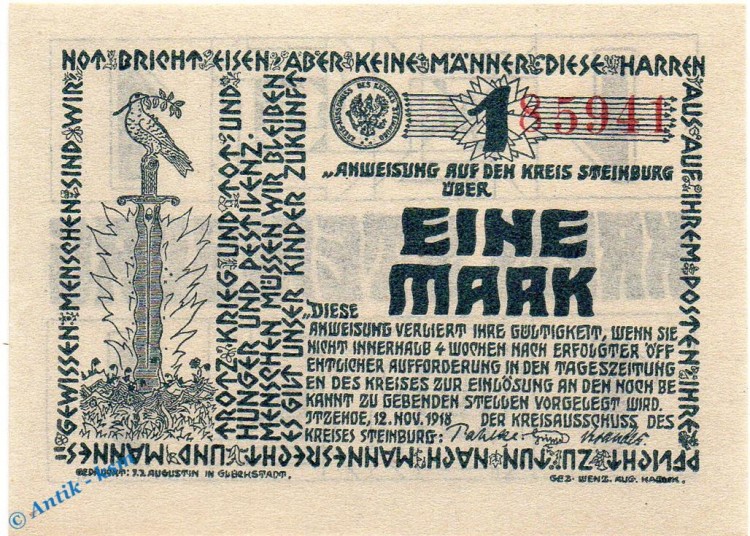 NOT BRICHT EISEN ABER KEINE MÄNNER DIESE HARREN
AUS AUF IHREM POSTEN IHRE
PFLICHT ZU TUN NACH MANNESRECHT UND MANNES
GEWISSEN MENSCHEN SIND WIR
TROTZ KRIEG UND TOT UND
HUNGER UND PESTILENZ.
MENSCHEN MÜSSEN WIR BLEIBEN
ES GILT UNSER KINDER ZUKUNFT
1
85941
„ANWEISUNG AUF DEN KREIS STEINBURG
ÜBER
EINE
MARK
„DIESE
ANWEISUNG VERLIERT IHRE GÜLTIGKEIT, WENN SIE
NICHT INNERHALB 4 WOCHEN NACH ERFOLGTER ÖFF
ENTLICHER AUFFORDERUNG IN DEN TAGESZEITUNG
EN DES KREISES ZUR EINLÖSUNG AN DEN NOCH BE
KANNT ZU GEBENDEN STELLEN VORGELEGT WIRD.
ITZEHOE, 12. NOV. 1918 DER KREISAUSSCHUSS DES
KREISES STEINBURG:
GEDRUCKT: J.J. AUGUSTIN IN GLÜCKSTADT.
GEZ. WENZ. AUG. HABLIK.
© Antik -